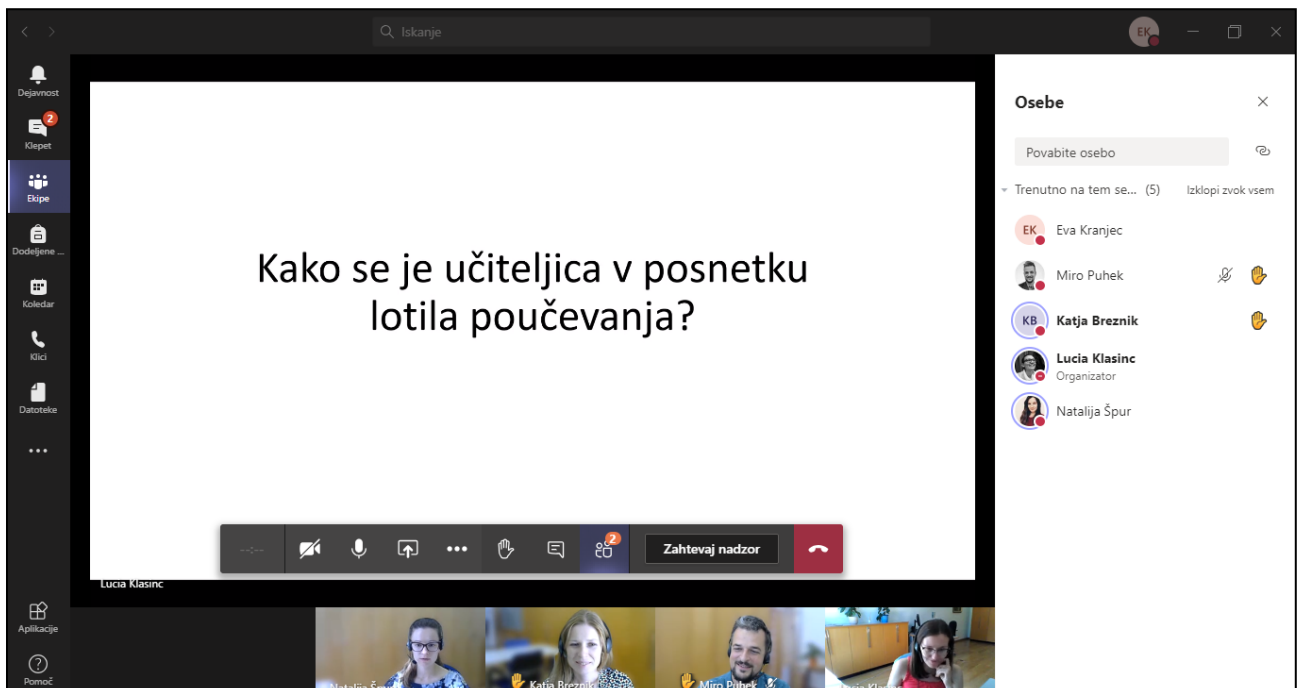 Iskanje
EK
Dejavnost
2
Klepet
Ekipe
Dodeljene ...
Koledar
Klici
Datoteke
Aplikacije
Pomoč
Kako se je učiteljica v posnetku
lotila poučevanja?
--:--
2
Zahtevaj nadzor
Lucia Klasinc
Katja Breznik
Miro Puhek
Osebe
Povabite osebo
Trenutno na tem se... (5) Izklopi zvok vsem
EK Eva Kranjec
Miro Puhek
KB Katja Breznik
Lucia Klasinc
Organizator
Natalija Špur